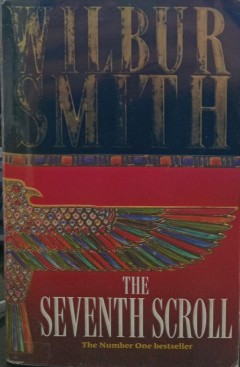 WILBUR
SMITH
THE
SEVENTH SCROLL
The Number One bestseller